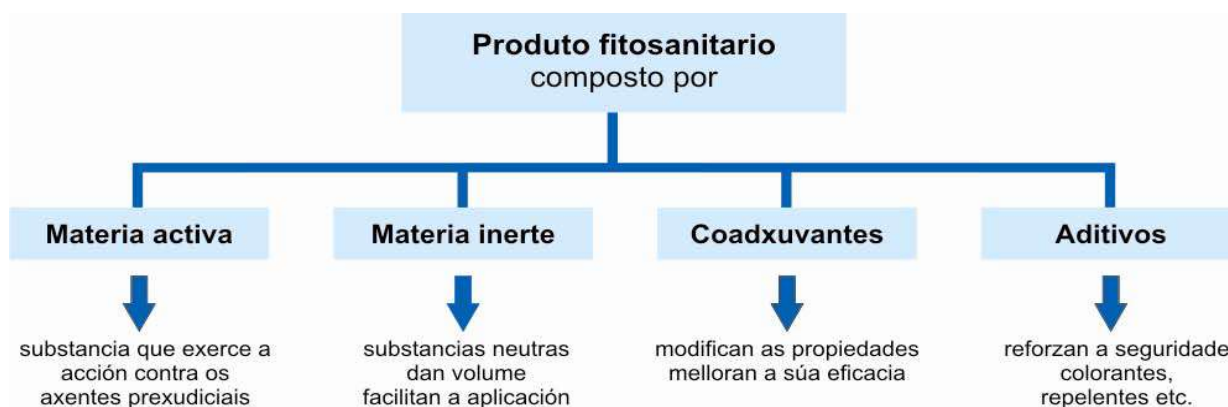 Produto fitosanitario
composto por
Materia activa
Materia inerte
Coadxuvantes
Aditivos
substancia que exerce a
acción contra os
axentes prexudiciais
substancias neutras
dan volume
facilitan a aplicación
modifican as propiedades
melloran a súa eficacia
reforzan a seguridade
colorantes,
repelentes etc.